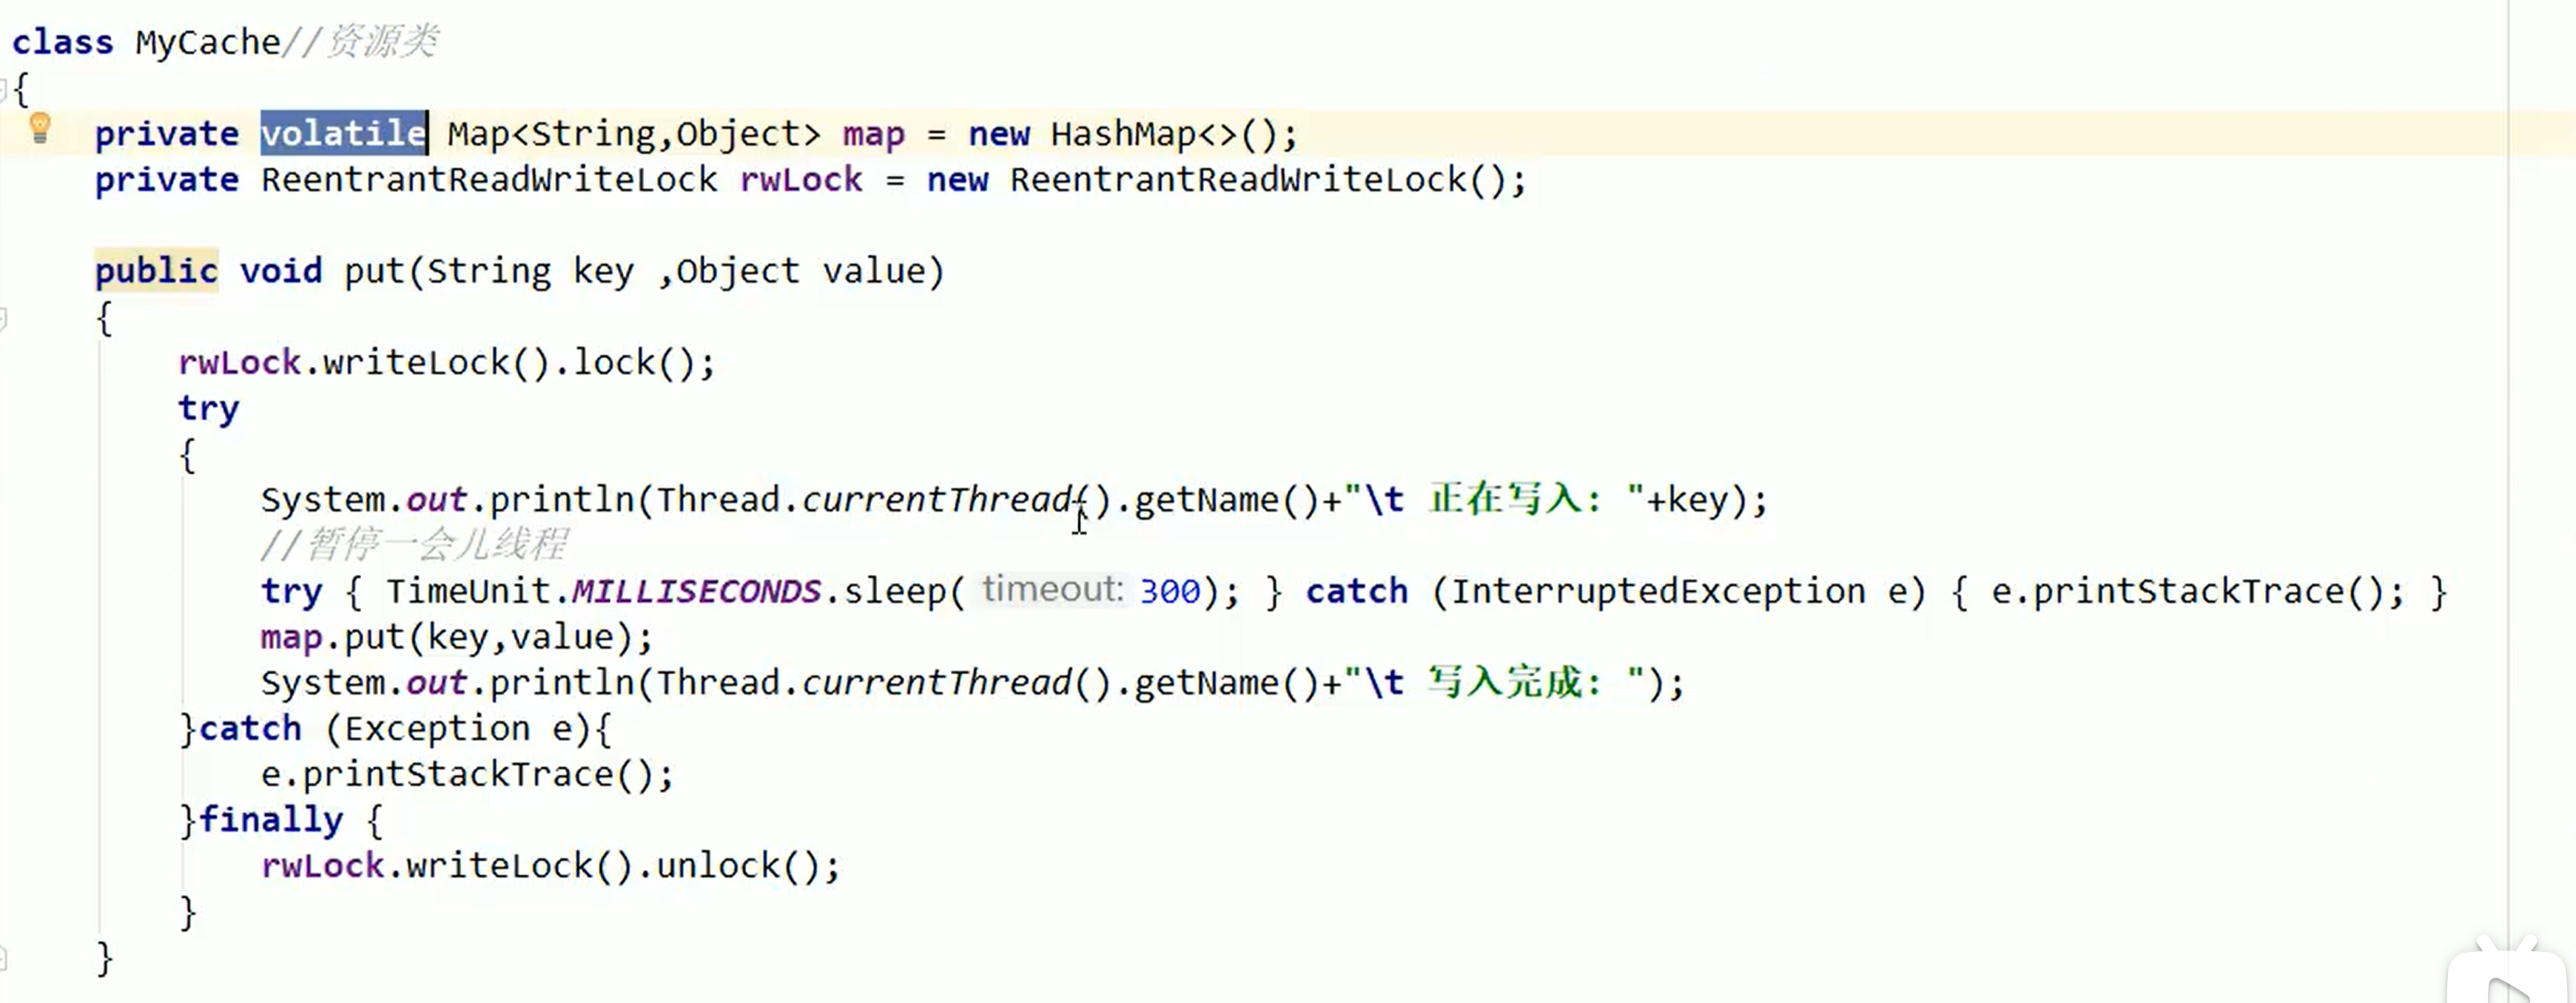 class MyCache//资源类
{
private volatile Map<String,Object> map = new HashMap<>();
private ReentrantReadWriteLock rwLock = new ReentrantReadWriteLock();
public void put(String key ,Object value)
{
rwLock.writeLock().lock();
try
{
System.out.println(Thread.currentThread().getName()+"\t 正在写入: "+key);
//暂停一会儿线程
try { TimeUnit.MILLISECONDS.sleep( timeout: 300); } catch (InterruptedException e) { e.printStackTrace(); }
map.put(key,value);
System.out.println(Thread.currentThread().getName()+"\t 写入完成: ");
}catch (Exception e){
e.printStackTrace();
}finally {
rwLock.writeLock().unlock();
}
}